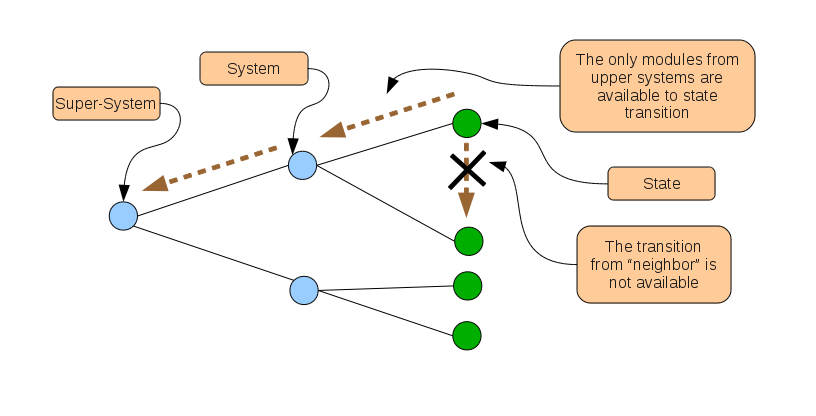 System
Super-System
The only modules from
upper systems are
available to state
transition
State
The transition
from “neighbor” is
not available